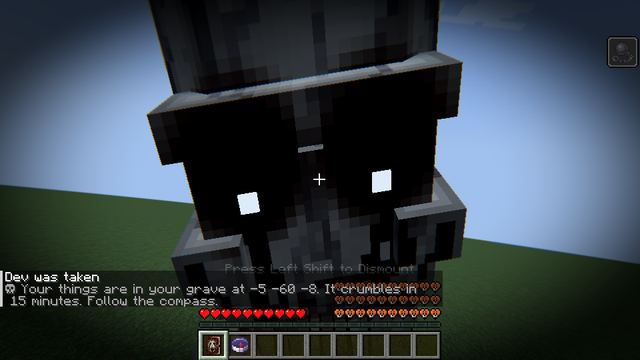 Press Left Shift to Dismount
Dev was taken
☠ Your things are in your grave at -5 -60 -8. It crumbles in
15 minutes. Follow the compass.